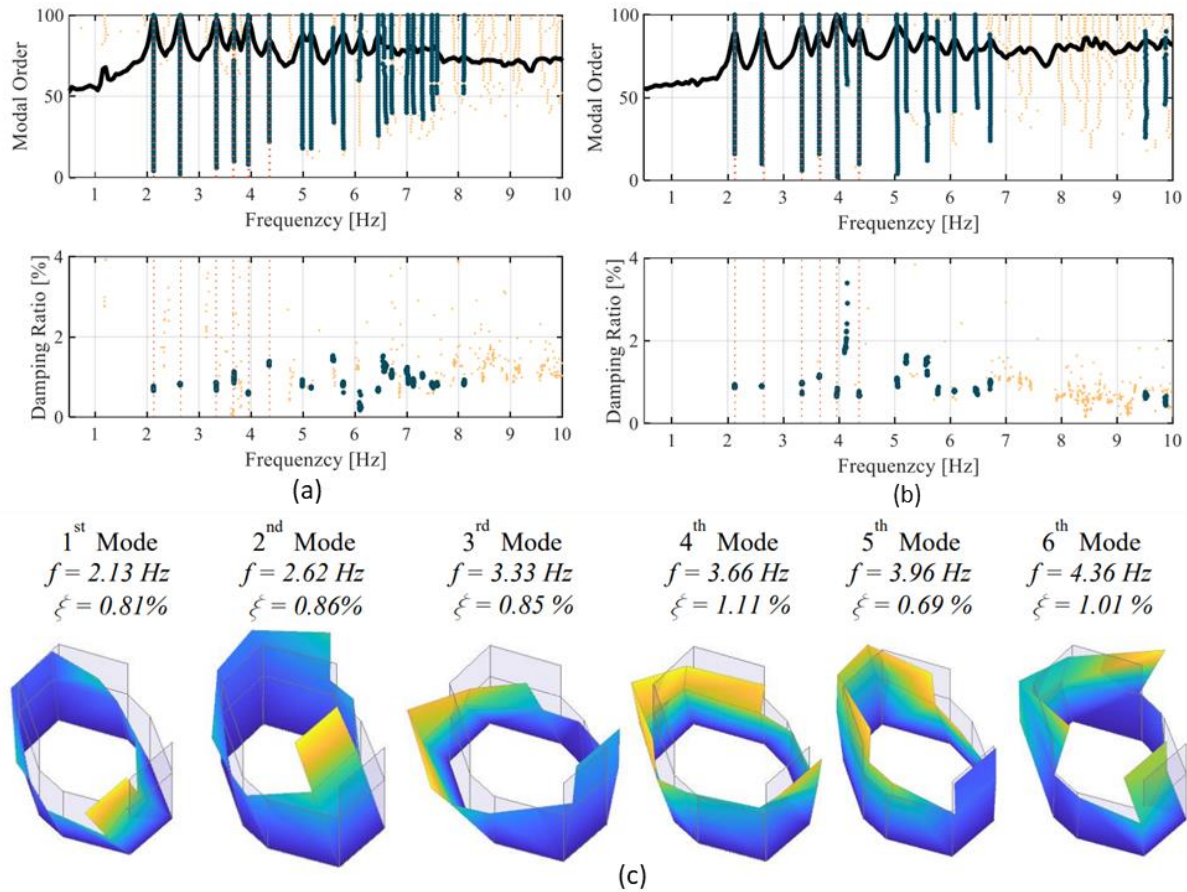 100
50
0
Modal Order
1 2 3 4 5 6 7 8 9 10
Frequenzcy [Hz]
100
50
0
Modal Order
1 2 3 4 5 6 7 8 9 10
Frequenzcy [Hz]
4
2
0
Damping Ratio [%]
1 2 3 4 5 6 7 8 9 10
Frequenzcy [Hz]
(a)
4
2
0
Damping Ratio [%]
1 2 3 4 5 6 7 8 9 10
Frequenzcy [Hz]
(b)
1st Mode
f = 2.13 Hz
ξ = 0.81%
2nd Mode
f = 2.62 Hz
ξ = 0.86%
3rd Mode
f = 3.33 Hz
ξ = 0.85 %
4th Mode
f = 3.66 Hz
ξ = 1.11 %
5th Mode
f = 3.96 Hz
ξ = 0.69 %
6th Mode
f = 4.36 Hz
ξ = 1.01 %
(c)